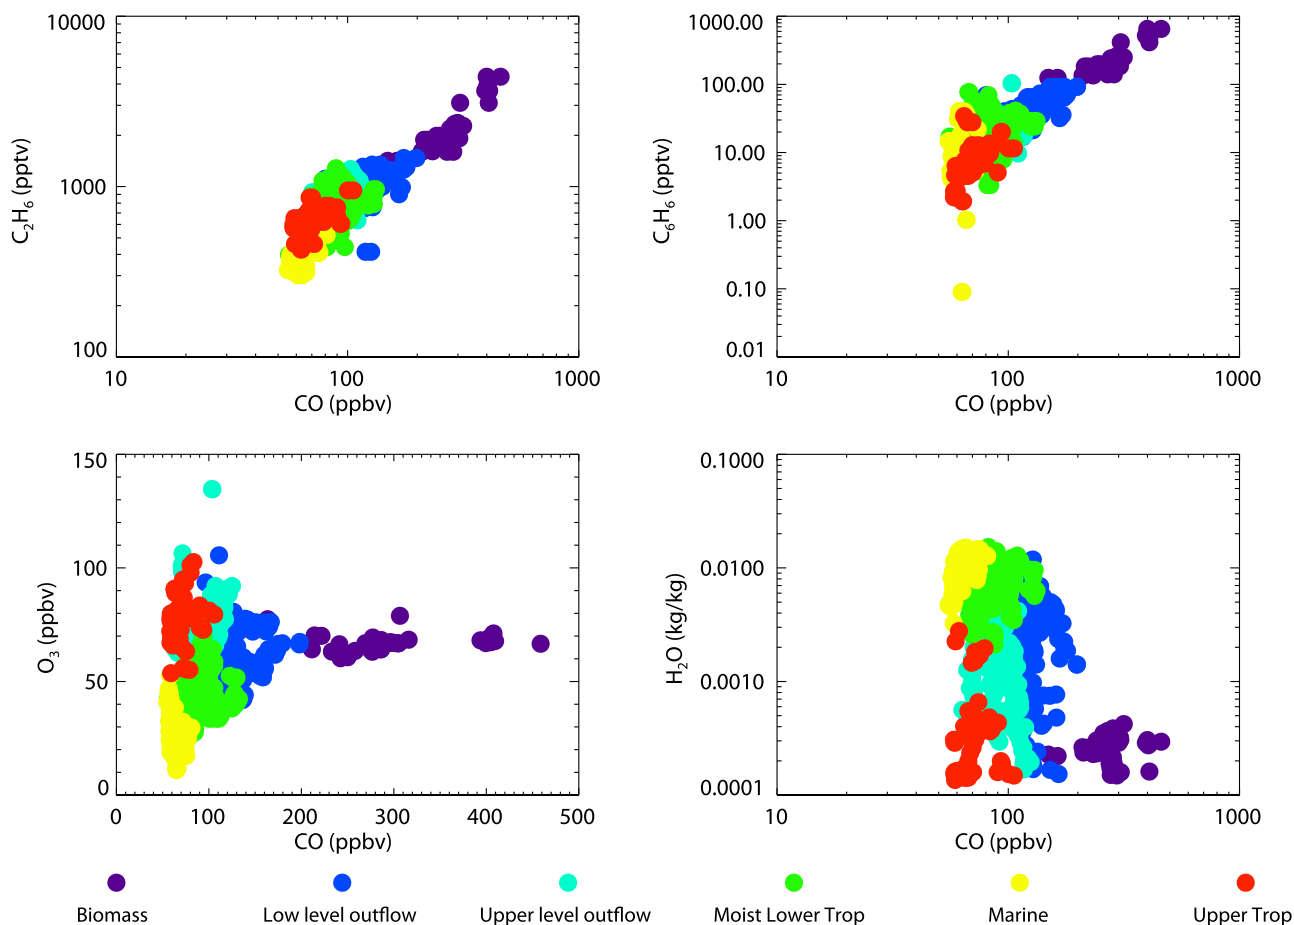 10000
1000
100
10 100 1000
CO (ppbv)
C2H6 (pptv)
1000.00
100.00
10.00
1.00
0.10
0.01
10 100 1000
CO (ppbv)
C6H6 (pptv)
150
100
50
0
0 100 200 300 400 500
CO (ppbv)
O3 (ppbv)
0.1000
0.0100
0.0010
0.0001
10 100 1000
CO (ppbv)
H2O (kg/kg)
Biomass Low level outflow Upper level outflow Moist Lower Trop Marine Upper Trop